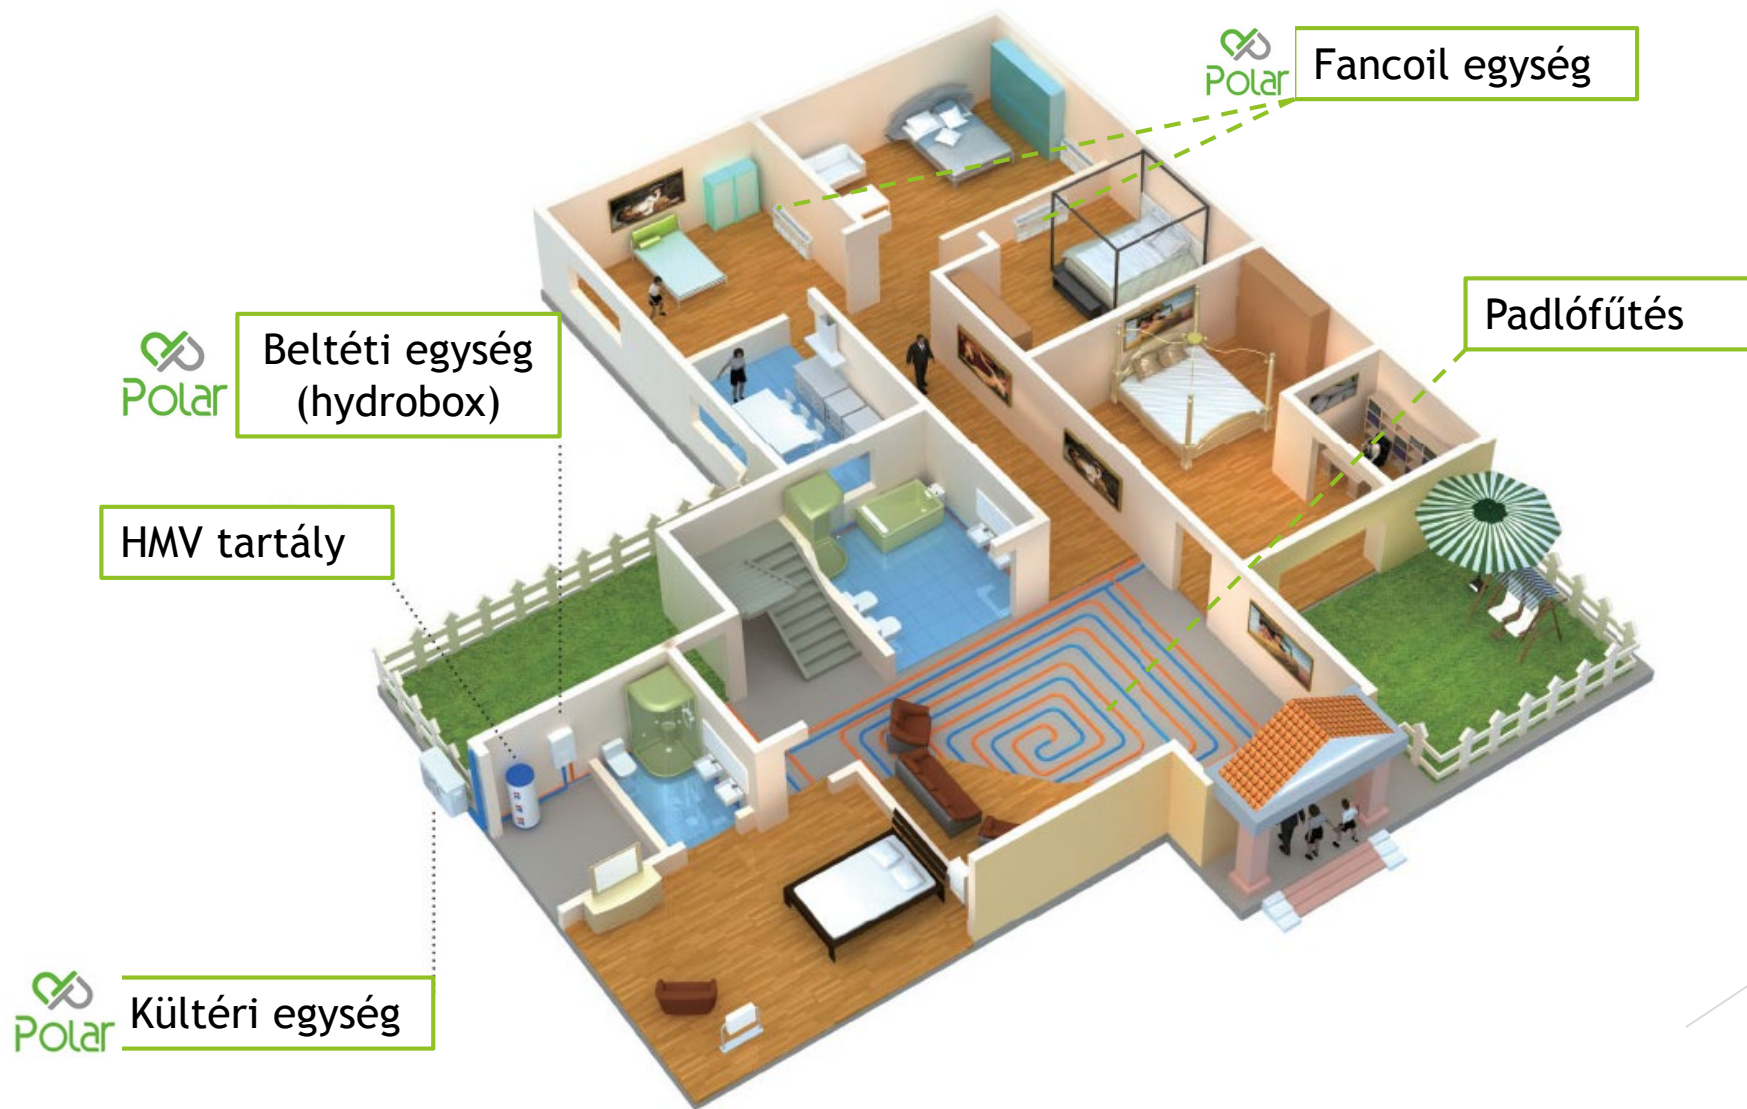 Polar
Fancoil egység
Padlófűtés
Polar
Beltéti egység
(hydrobox)
HMV tartály
Polar
Kültéri egység